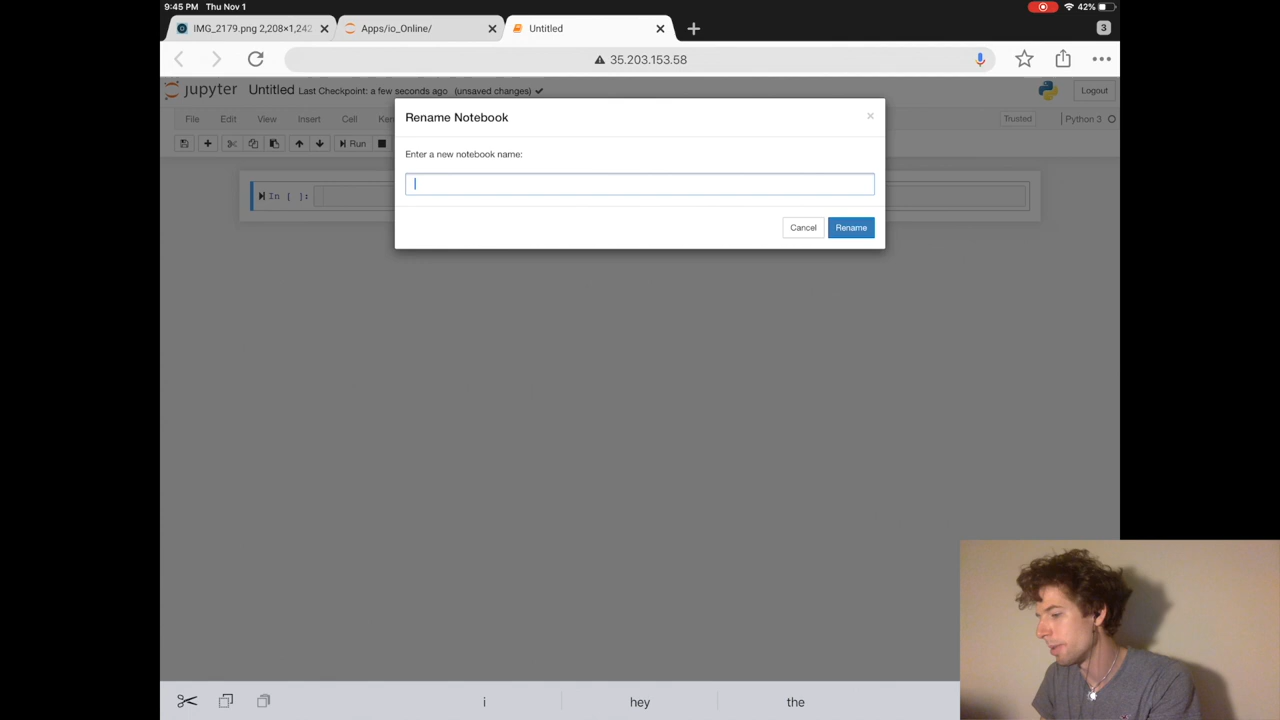 9:45 PM Thu Nov 1
42%
IMG_2179.png 2,208×1,242
Apps/io_Online/
Untitled
3
35.203.153.58
jupyter Untitled Last Checkpoint: a few seconds ago (unsaved changes)
Logout
File Edit View Insert Cell
Trusted
Python 3
Run
In [ ]:
Rename Notebook
×
Enter a new notebook name:
Cancel
Rename
i
hey
the